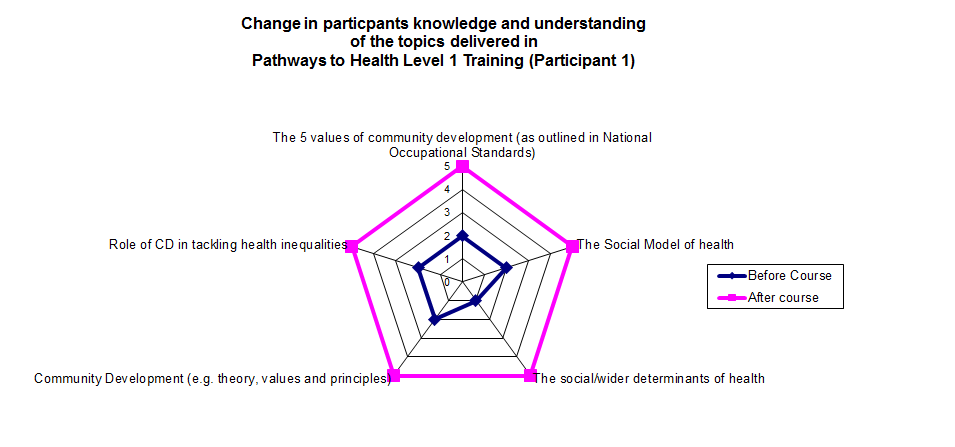 Change in particpants knowledge and understanding
of the topics delivered in
Pathways to Health Level 1 Training (Participant 1)
The 5 values of community development (as outlined in National
Occupational Standards)
5
4
3
2
1
0
Role of CD in tackling health inequalities
The Social Model of health
Before Course
After course
Community Development (e.g. theory, values and principles)
The social/wider determinants of health